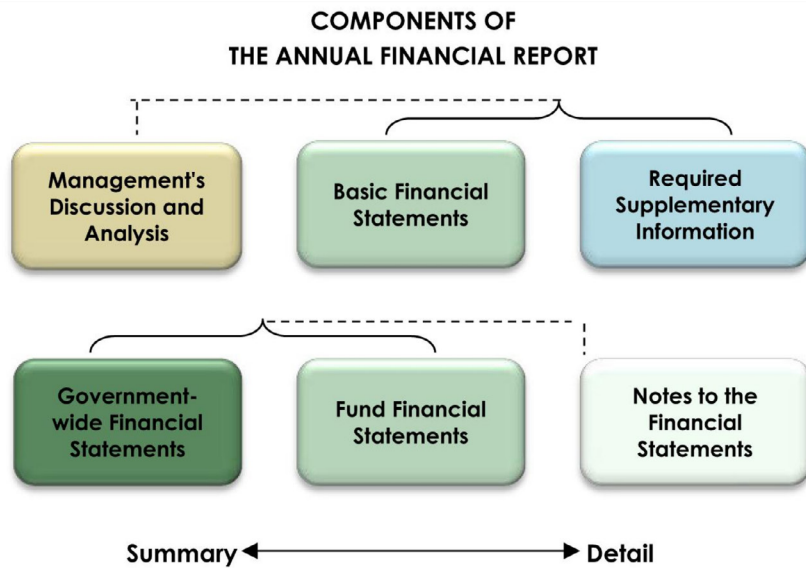 COMPONENTS OF
THE ANNUAL FINANCIAL REPORT
Management's
Discussion and
Analysis
Basic Financial
Statements
Required
Supplementary
Information
Government-
wide Financial
Statements
Fund Financial
Statements
Notes to the
Financial
Statements
Summary
Detail